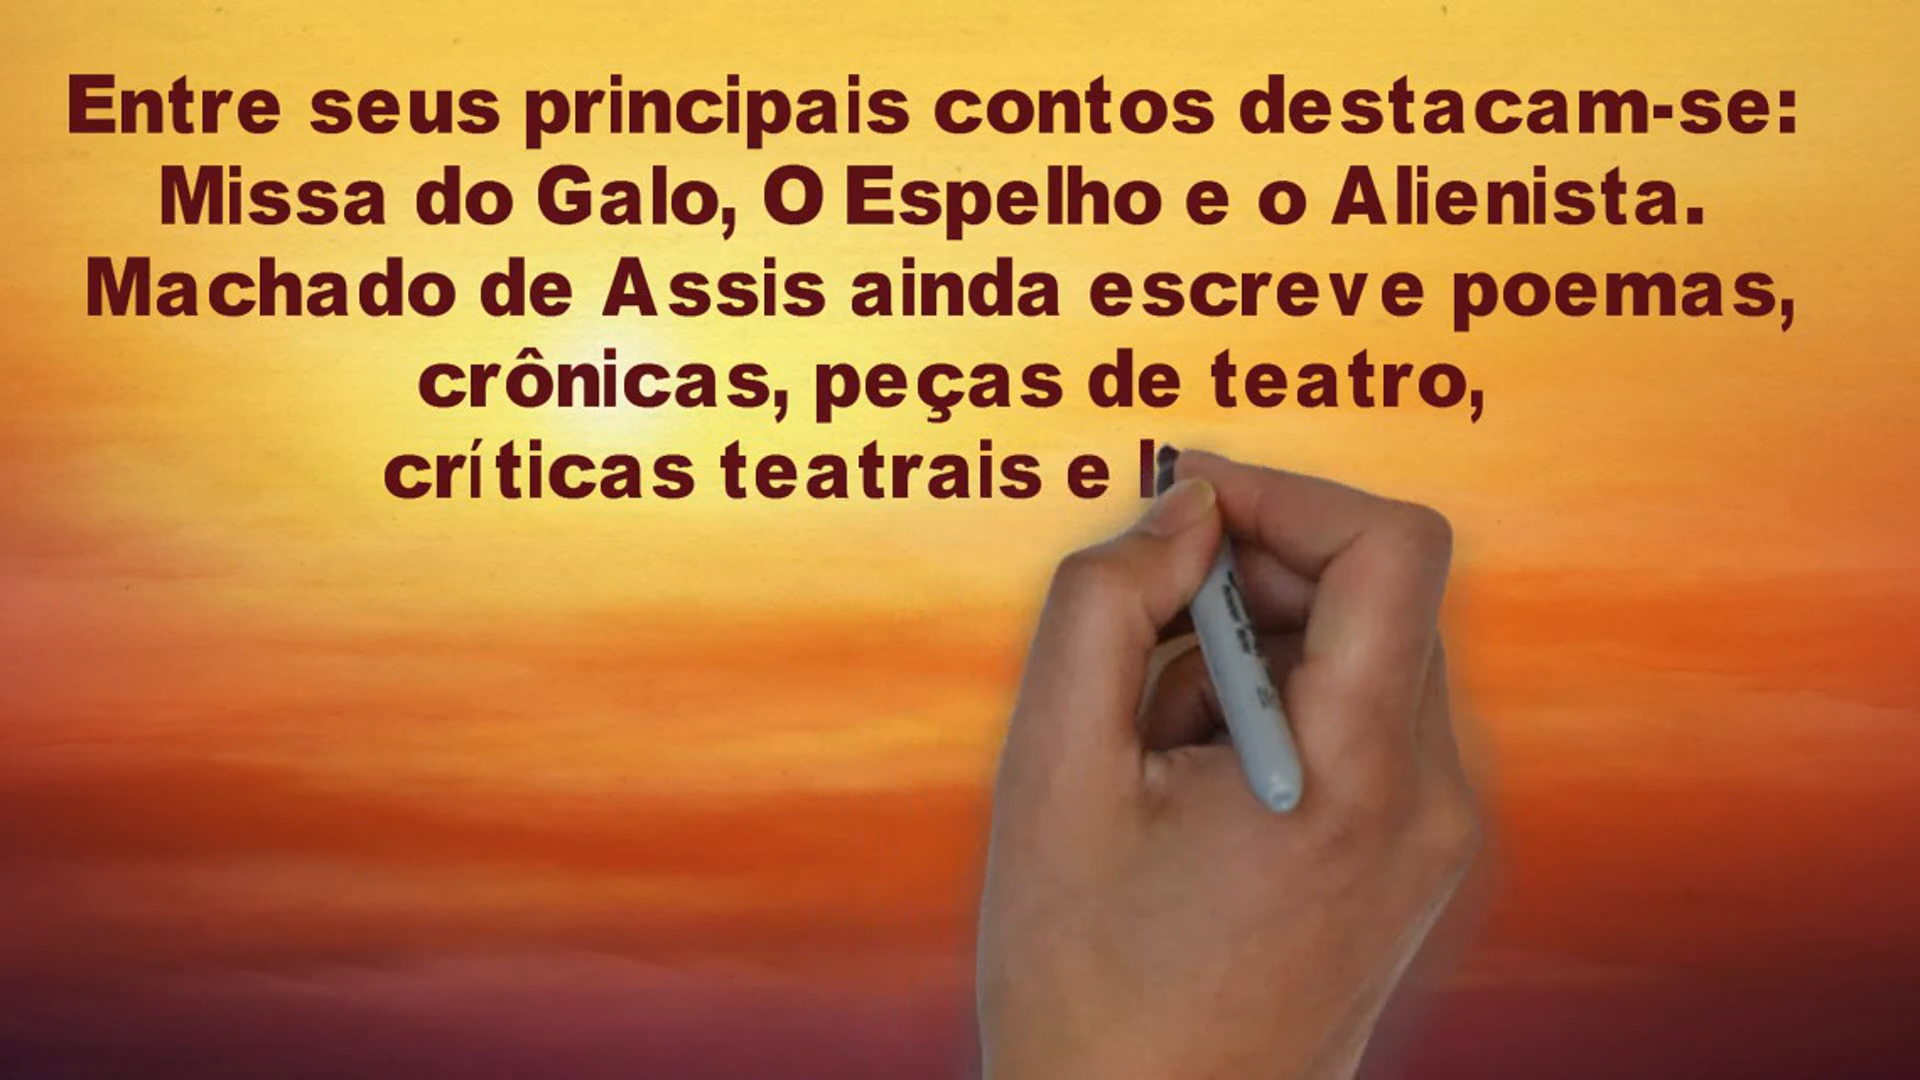 Entre seus principais contos destacam-se:
Missa do Galo, O Espelho e o Alienista.
Machado de Assis ainda escreve poemas,
crônicas, peças de teatro,
críticas teatrais e